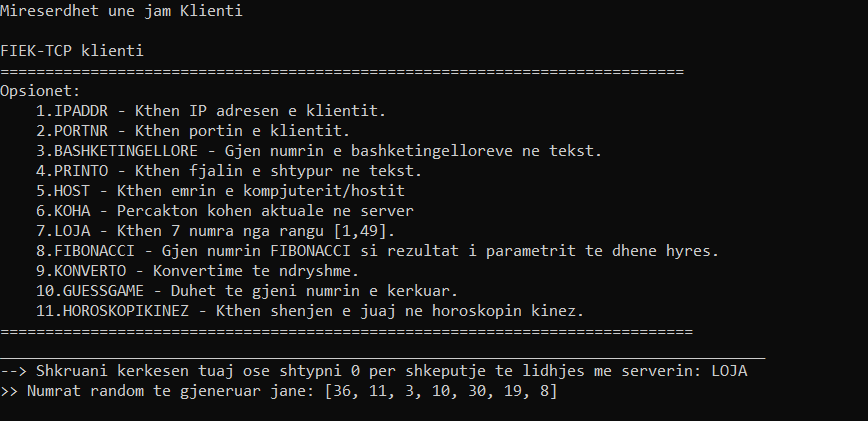 Mireserdhet une jam Klienti
FIEK-TCP klienti
============================================================================
Opsionet:
1.IPADDR - Kthen IP adresen e klientit.
2.PORTNR - Kthen portin e klientit.
3.BASHKETINGELLORE - Gjen numrin e bashketingelloreve ne tekst.
4.PRINTO - Kthen fjalin e shtypur ne tekst.
5.HOST - Kthen emrin e kompjuterit/hostit
6.KOHA - Percakton kohen aktuale ne server
7.LOJA - Kthen 7 numra nga rangu [1,49].
8.FIBONACCI - Gjen numrin FIBONACCI si rezultat i parametrit te dhene hyres.
9.KONVERTO - Konvertime te ndryshme.
10.GUESSGAME - Duhet te gjeni numrin e kerkuar.
11.HOROSKOPIKINEZ - Kthen shenjen e juaj ne horoskopin kinez.
=============================================================================
_____________________________________________________________________________________
--> Shkruani kerkesen tuaj ose shtypni 0 per shkeputje te lidhjes me serverin: LOJA
>> Numrat random te gjeneruar jane: [36, 11, 3, 10, 30, 19, 8]